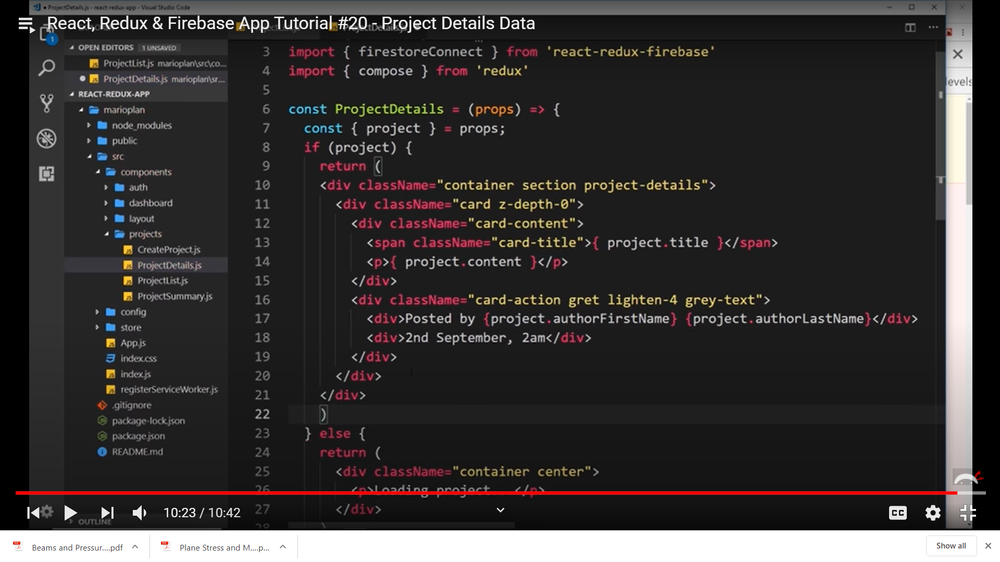 ProjectDetails.js - react-redux-app - Visual Studio Code
React, Redux & Firebase App Tutorial #20 - Project Details Data
1
OPEN EDITORS 1 UNSAVED
ProjectList.js marioplan\src\co...
ProjectDetails.js marioplan\sr...
REACT-REDUX-APP
marioplan
node_modules
public
src
components
auth
dashboard
layout
projects
CreateProject.js
ProjectDetails.js
ProjectList.js
ProjectSummary.js
config
store
App.js
index.css
index.js
registerServiceWorker.js
.gitignore
package-lock.json
package.json
README.md
OUTLINE
ProjectDetails.js
3 import { firestoreConnect } from 'react-redux-firebase'
4 import { compose } from 'redux'
5
6 const ProjectDetails = (props) => {
7 const { project } = props;
8 if (project) {
9 return (
10 <div className="container section project-details">
11 <div className="card z-depth-0">
12 <div className="card-content">
13 <span className="card-title">{ project.title }</span>
14 <p>{ project.content }</p>
15 </div>
16 <div className="card-action gret lighten-4 grey-text">
17 <div>Posted by {project.authorFirstName} {project.authorLastName}</div>
18 <div>2nd September, 2am</div>
19 </div>
20 </div>
21 </div>
22 )
23 } else {
24 return (
25 <div className="container center">
26 <p>Loading project...</p>
27 </div>
28 )
evels
10:23 / 10:42
CC
Beams and Pressur....pdf
Plane Stress and M....p...
Show all